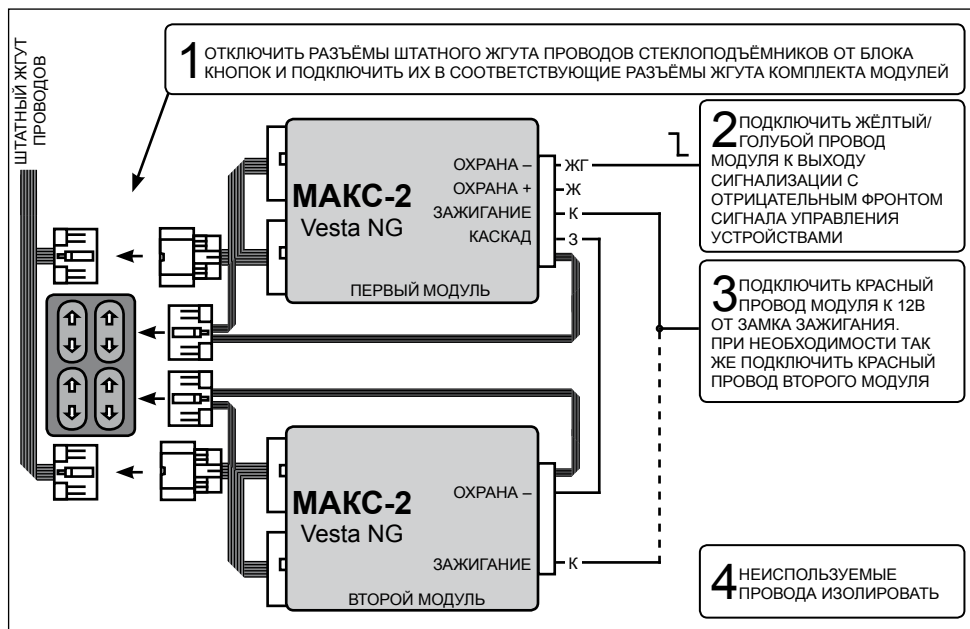 ШТАТНЫЙ ЖГУТ
ПРОВОДОВ
1 ОТКЛЮЧИТЬ РАЗЪЁМЫ ШТАТНОГО ЖГУТА ПРОВОДОВ СТЕКЛОПОДЪЁМНИКОВ ОТ БЛОКА
КНОПОК И ПОДКЛЮЧИТЬ ИХ В СООТВЕТСТВУЮЩИЕ РАЗЪЁМЫ ЖГУТА КОМПЛЕКТА МОДУЛЕЙ
МАКС-2
Vesta NG
ОХРАНА –
ОХРАНА +
ЗАЖИГАНИЕ
КАСКАД
ПЕРВЫЙ МОДУЛЬ
ЖГ
Ж
К
З
2 ПОДКЛЮЧИТЬ ЖЁЛТЫЙ/
ГОЛУБОЙ ПРОВОД
МОДУЛЯ К ВЫХОДУ
СИГНАЛИЗАЦИИ С
ОТРИЦАТЕЛЬНЫМ ФРОНТОМ
СИГНАЛА УПРАВЛЕНИЯ
УСТРОЙСТВАМИ
3 ПОДКЛЮЧИТЬ КРАСНЫЙ
ПРОВОД МОДУЛЯ К 12В
ОТ ЗАМКА ЗАЖИГАНИЯ.
ПРИ НЕОБХОДИМОСТИ ТАК
ЖЕ ПОДКЛЮЧИТЬ КРАСНЫЙ
ПРОВОД ВТОРОГО МОДУЛЯ
МАКС-2
Vesta NG
ОХРАНА –
ЗАЖИГАНИЕ
К
ВТОРОЙ МОДУЛЬ
4 НЕИСПОЛЬЗУЕМЫЕ
ПРОВОДА ИЗОЛИРОВАТЬ